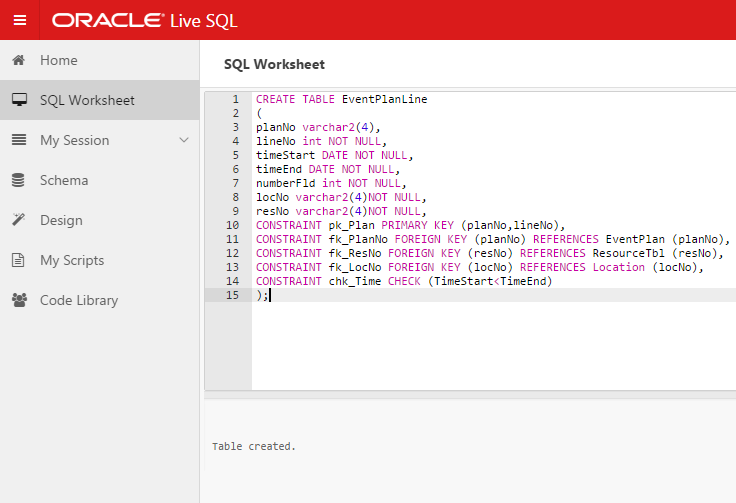 ORACLE Live SQL
Home
SQL Worksheet
My Session
Schema
Design
My Scripts
Code Library
SQL Worksheet
1 CREATE TABLE EventPlanLine
2 (
3 planNo varchar2(4),
4 lineNo int NOT NULL,
5 timeStart DATE NOT NULL,
6 timeEnd DATE NOT NULL,
7 numberFld int NOT NULL,
8 locNo varchar2(4)NOT NULL,
9 resNo varchar2(4)NOT NULL,
10 CONSTRAINT pk_Plan PRIMARY KEY (planNo,lineNo),
11 CONSTRAINT fk_PlanNo FOREIGN KEY (planNo) REFERENCES EventPlan (planNo),
12 CONSTRAINT fk_ResNo FOREIGN KEY (resNo) REFERENCES ResourceTbl (resNo),
13 CONSTRAINT fk_LocNo FOREIGN KEY (locNo) REFERENCES Location (locNo),
14 CONSTRAINT chk_Time CHECK (TimeStart<TimeEnd)
15 );
Table created.